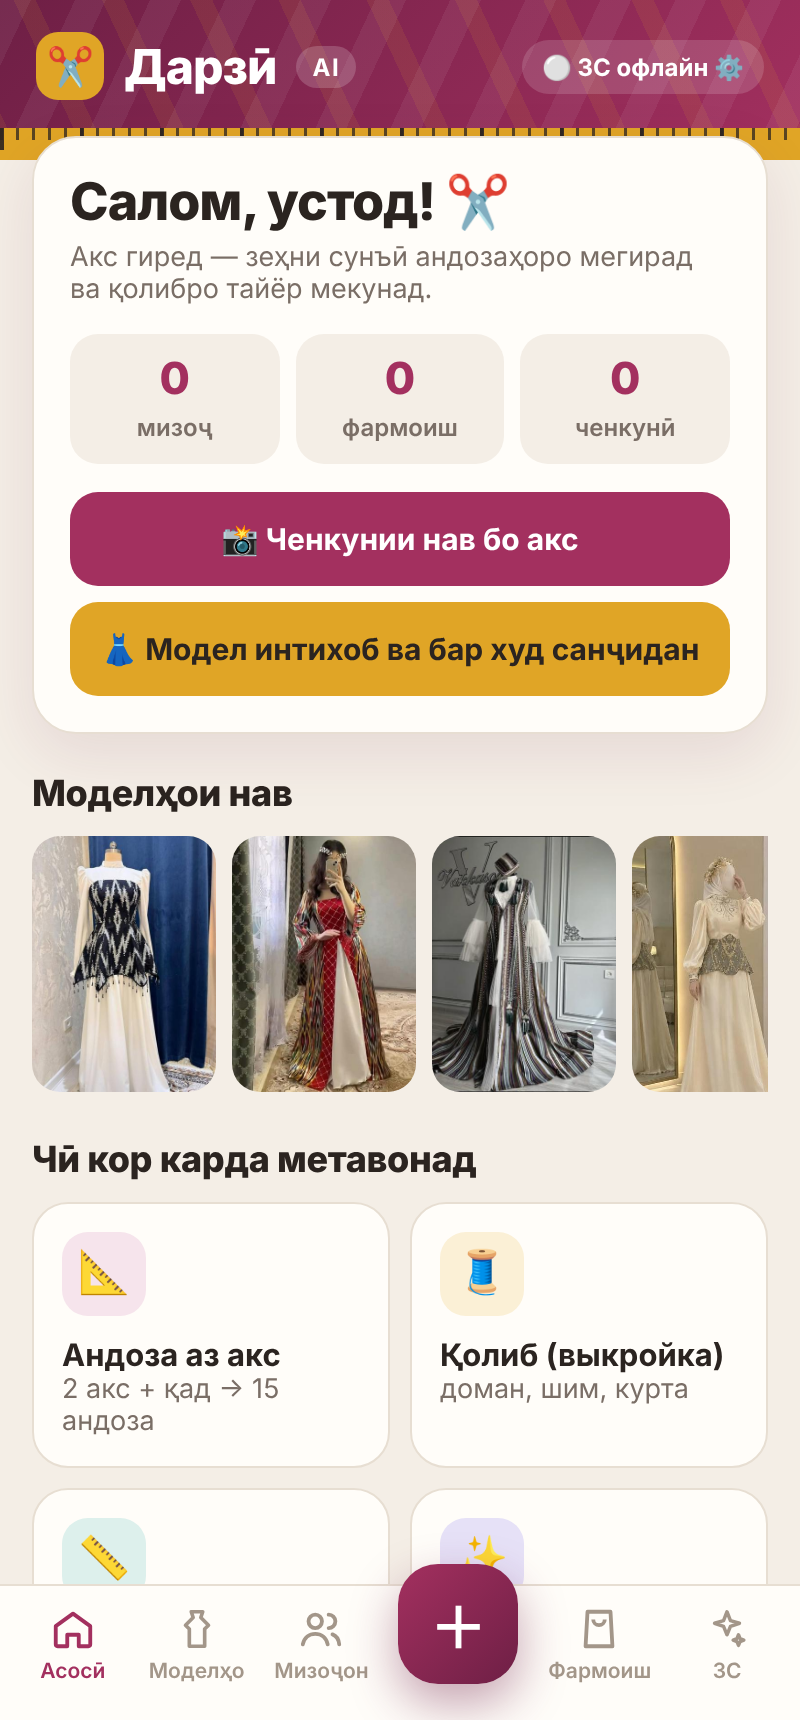 Дарзӣ
AI
ЗС офлайн
Салом, устод!
Акс гиред — зеҳни сунъӣ андозаҳоро мегирад
ва қолибро тайёр мекунад.
0
мизоҷ
0
фармоиш
0
ченкунӣ
Ченкунии нав бо акс
Модел интихоб ва бар худ санҷидан
Моделҳои нав
Чӣ кор карда метавонад
Андоза аз акс
2 акс + қад → 15
андоза
Қолиб (выкройка)
доман, шим, курта
Асосӣ
Моделҳо
Мизоҷон
Фармоиш
ЗС